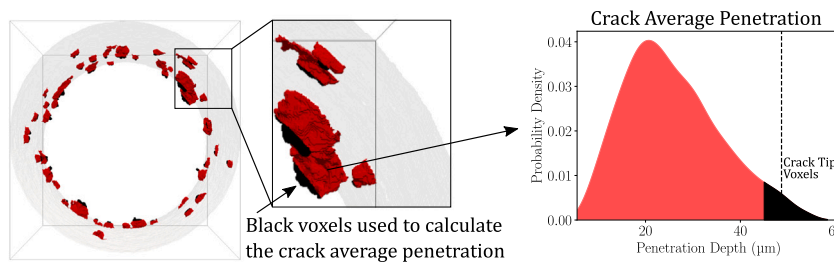 Crack Average Penetration
0.04
0.03
0.02
0.01
0.00
Probability Density
Crack Tip
Voxels
20
40
Penetration Depth (µm)
Black voxels used to calculate
the crack average penetration